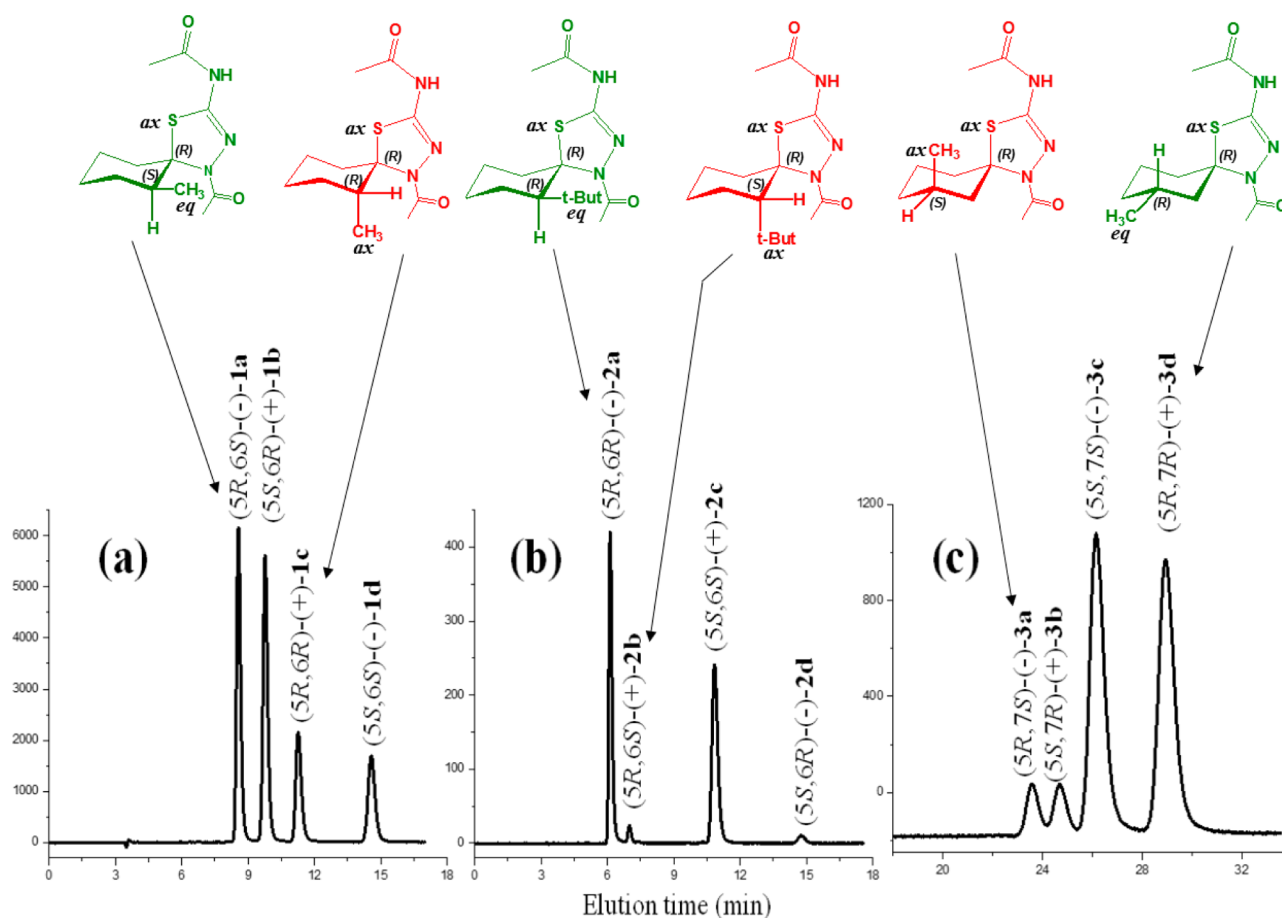 O
NH
ax
S
N
(R)
N
(S)
CH₃
O
eq
H
O
NH
ax
S
N
(R)
N
(R)
H
O
CH₃
ax
O
NH
ax
S
N
(R)
N
(R)
t-But
O
eq
H
O
NH
ax
S
N
(R)
N
(S)
H
O
t-But
ax
O
NH
ax
S
N
ax
CH₃
(R)
N
H
(S)
O
O
NH
ax
S
N
H
(R)
N
H₃C
(R)
O
eq
(a)
(5R,6S)-(-)-1a
(5S,6R)-(+)-1b
(5R,6R)-(+)-1c
(5S,6S)-(-)-1d
6000
5000
4000
3000
2000
1000
0
0 3 6 9 12 15 18
(b)
(5R,6R)-(-)-2a
(5R,6S)-(+)-2b
(5S,6S)-(+)-2c
(5S,6R)-(-)-2d
400
300
200
100
0
0 3 6 9 12 15 18
(c)
(5R,7S)-(-)-3a
(5S,7R)-(+)-3b
(5S,7S)-(-)-3c
(5R,7R)-(+)-3d
1200
800
400
0
20 24 28 32
Elution time (min)